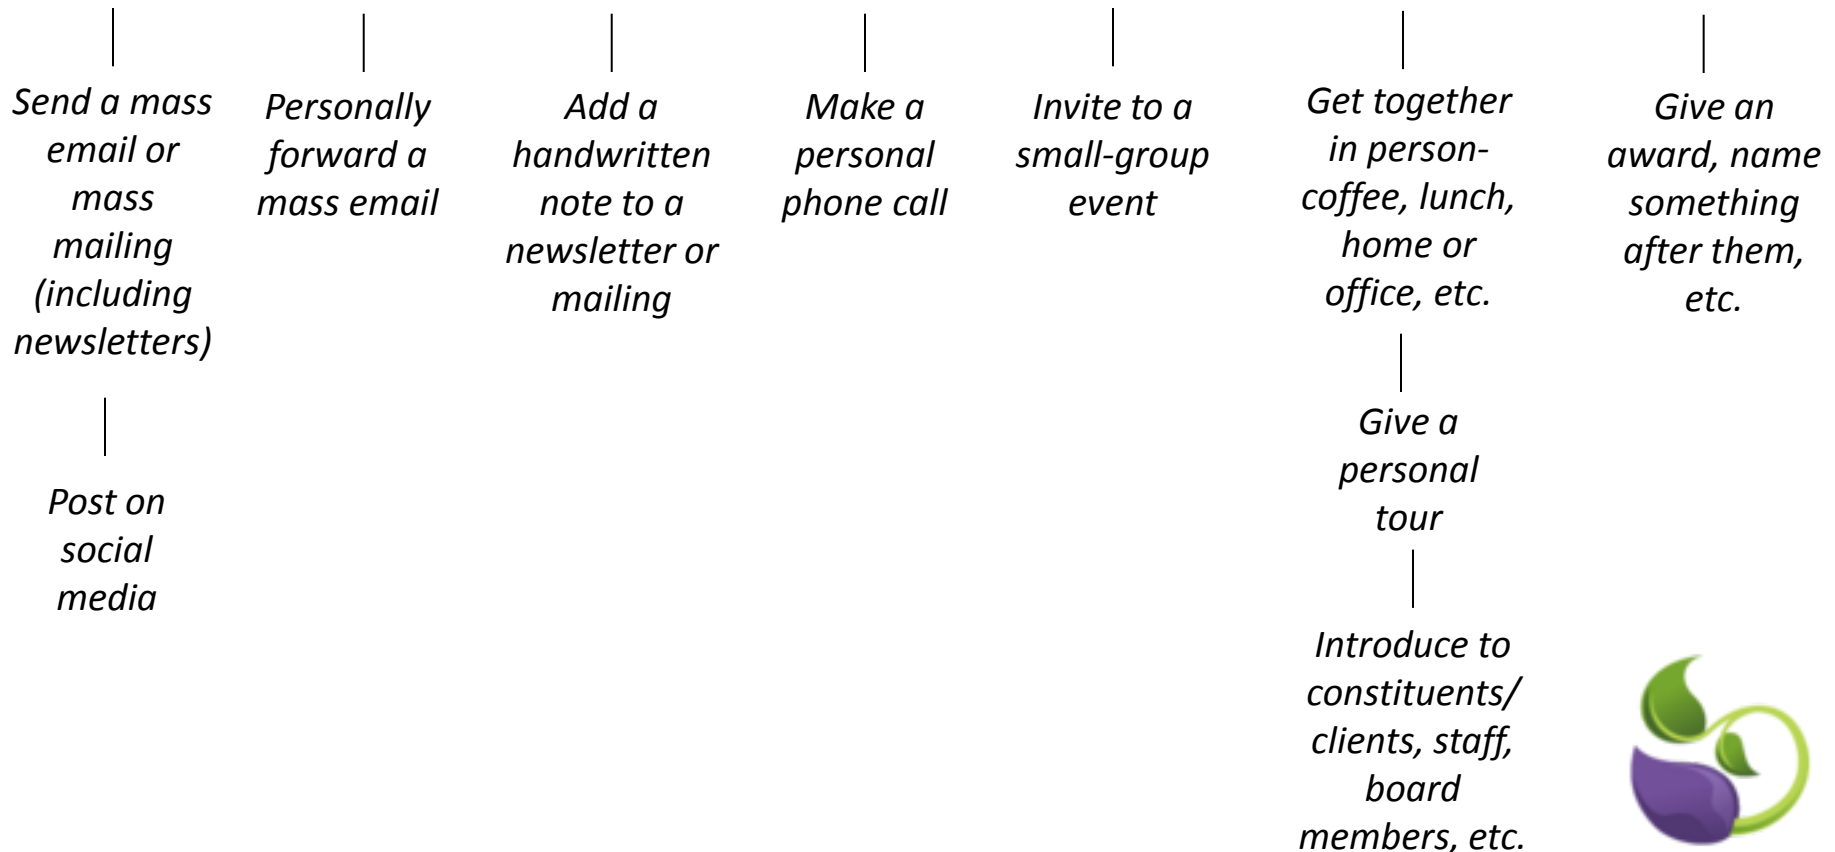 Send a mass
email or
mass
mailing
(including
newsletters)
Post on
social
media
Personally
forward a
mass email
Add a
handwritten
note to a
newsletter or
mailing
Make a
personal
phone call
Invite to a
small-group
event
Get together
in person-
coffee, lunch,
home or
office, etc.
Give a
personal
tour
Introduce to
constituents/
clients, staff,
board
members, etc.
Give an
award, name
something
after them,
etc.